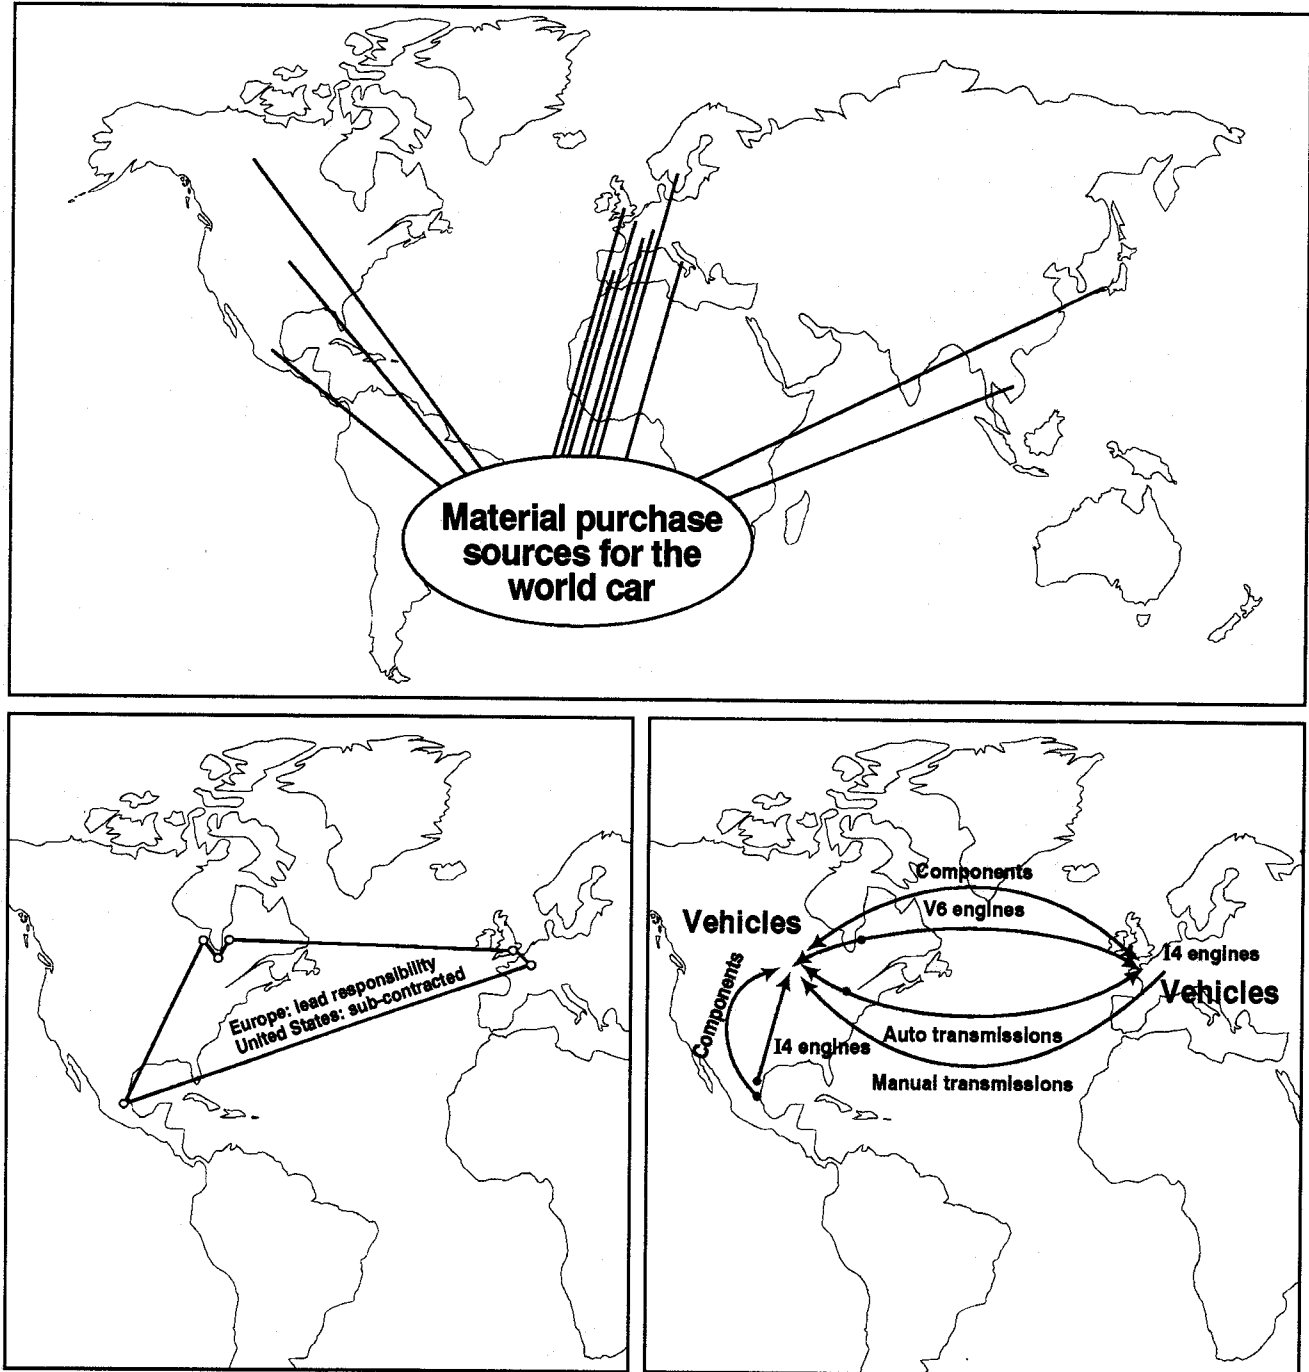 Material purchase
sources for the
world car
Europe: lead responsibility
United States: sub-contracted
Components
V6 engines
Vehicles
I4 engines
Vehicles
Components
I4 engines
Auto transmissions
Manual transmissions